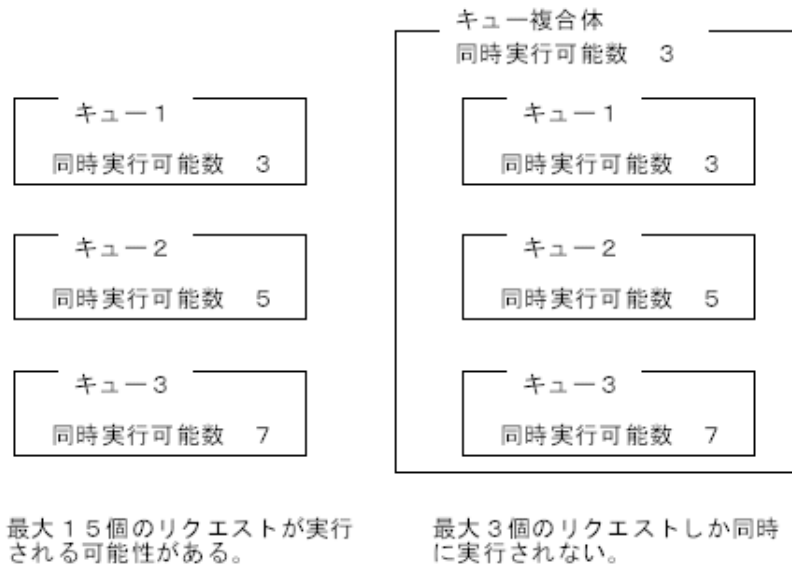 キュー１
同時実行可能数　３
キュー２
同時実行可能数　５
キュー３
同時実行可能数　７
最大１５個のリクエストが実行
される可能性がある。
キュー複合体
同時実行可能数　３
キュー１
同時実行可能数　３
キュー２
同時実行可能数　５
キュー３
同時実行可能数　７
最大３個のリクエストしか同時
に実行されない。